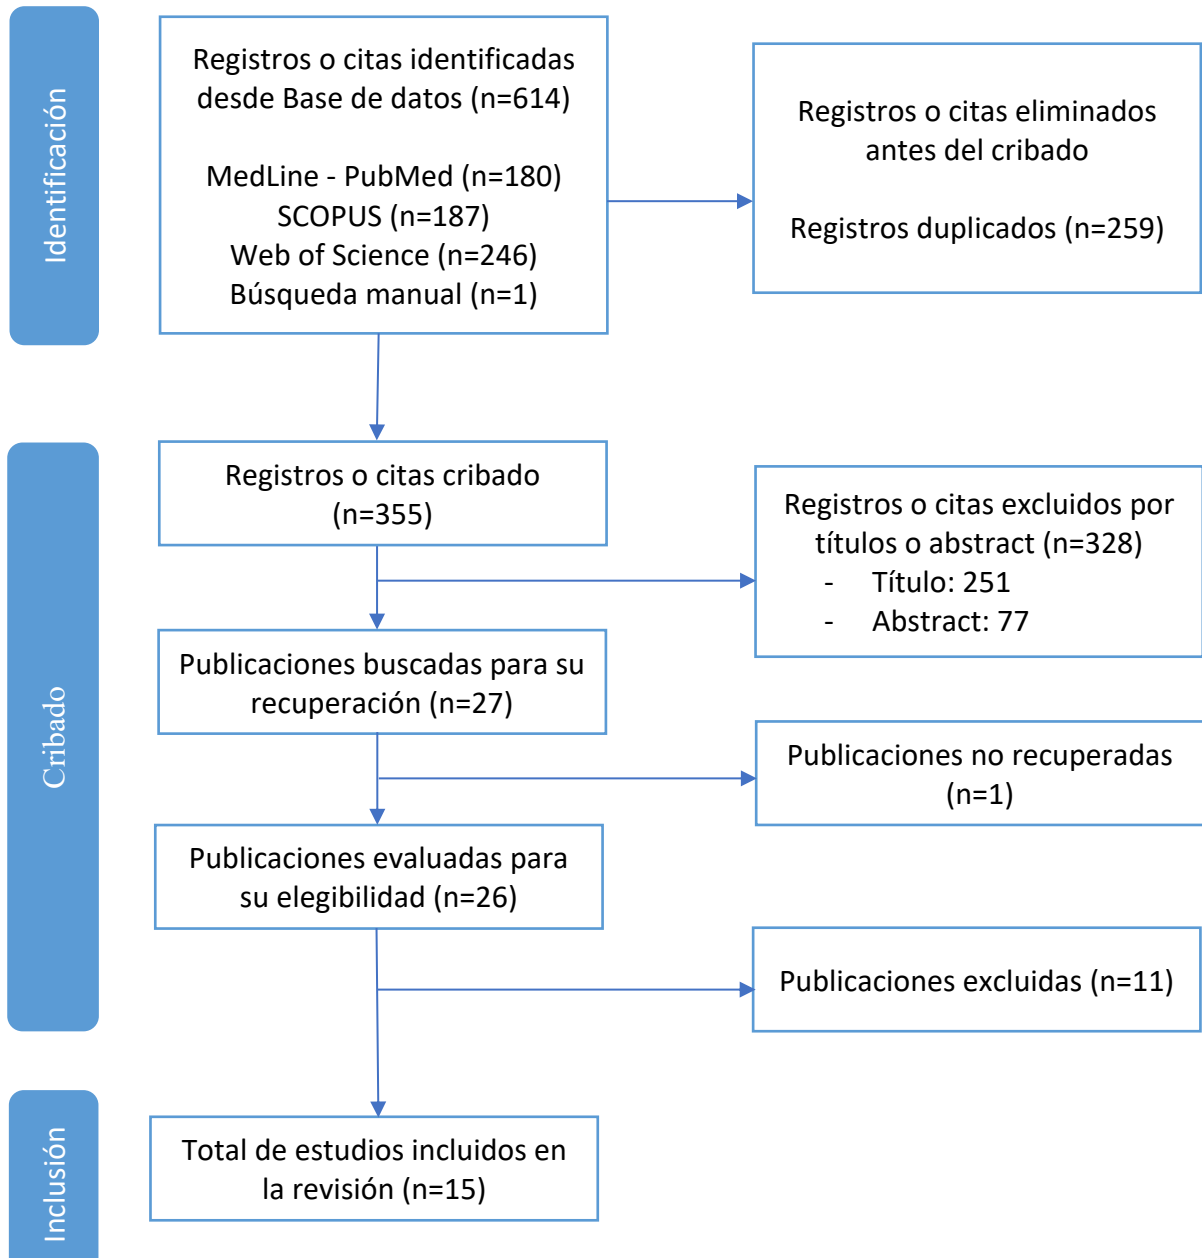 Identificación
Registros o citas identificadas
desde Base de datos (n=614)
MedLine - PubMed (n=180)
SCOPUS (n=187)
Web of Science (n=246)
Búsqueda manual (n=1)
Registros o citas eliminados
antes del cribado
Registros duplicados (n=259)
Cribado
Registros o citas cribado
(n=355)
Registros o citas excluidos por
títulos o abstract (n=328)
- Título: 251
- Abstract: 77
Publicaciones buscadas para su
recuperación (n=27)
Publicaciones no recuperadas
(n=1)
Publicaciones evaluadas para
su elegibilidad (n=26)
Publicaciones excluidas (n=11)
Inclusión
Total de estudios incluidos en
la revisión (n=15)